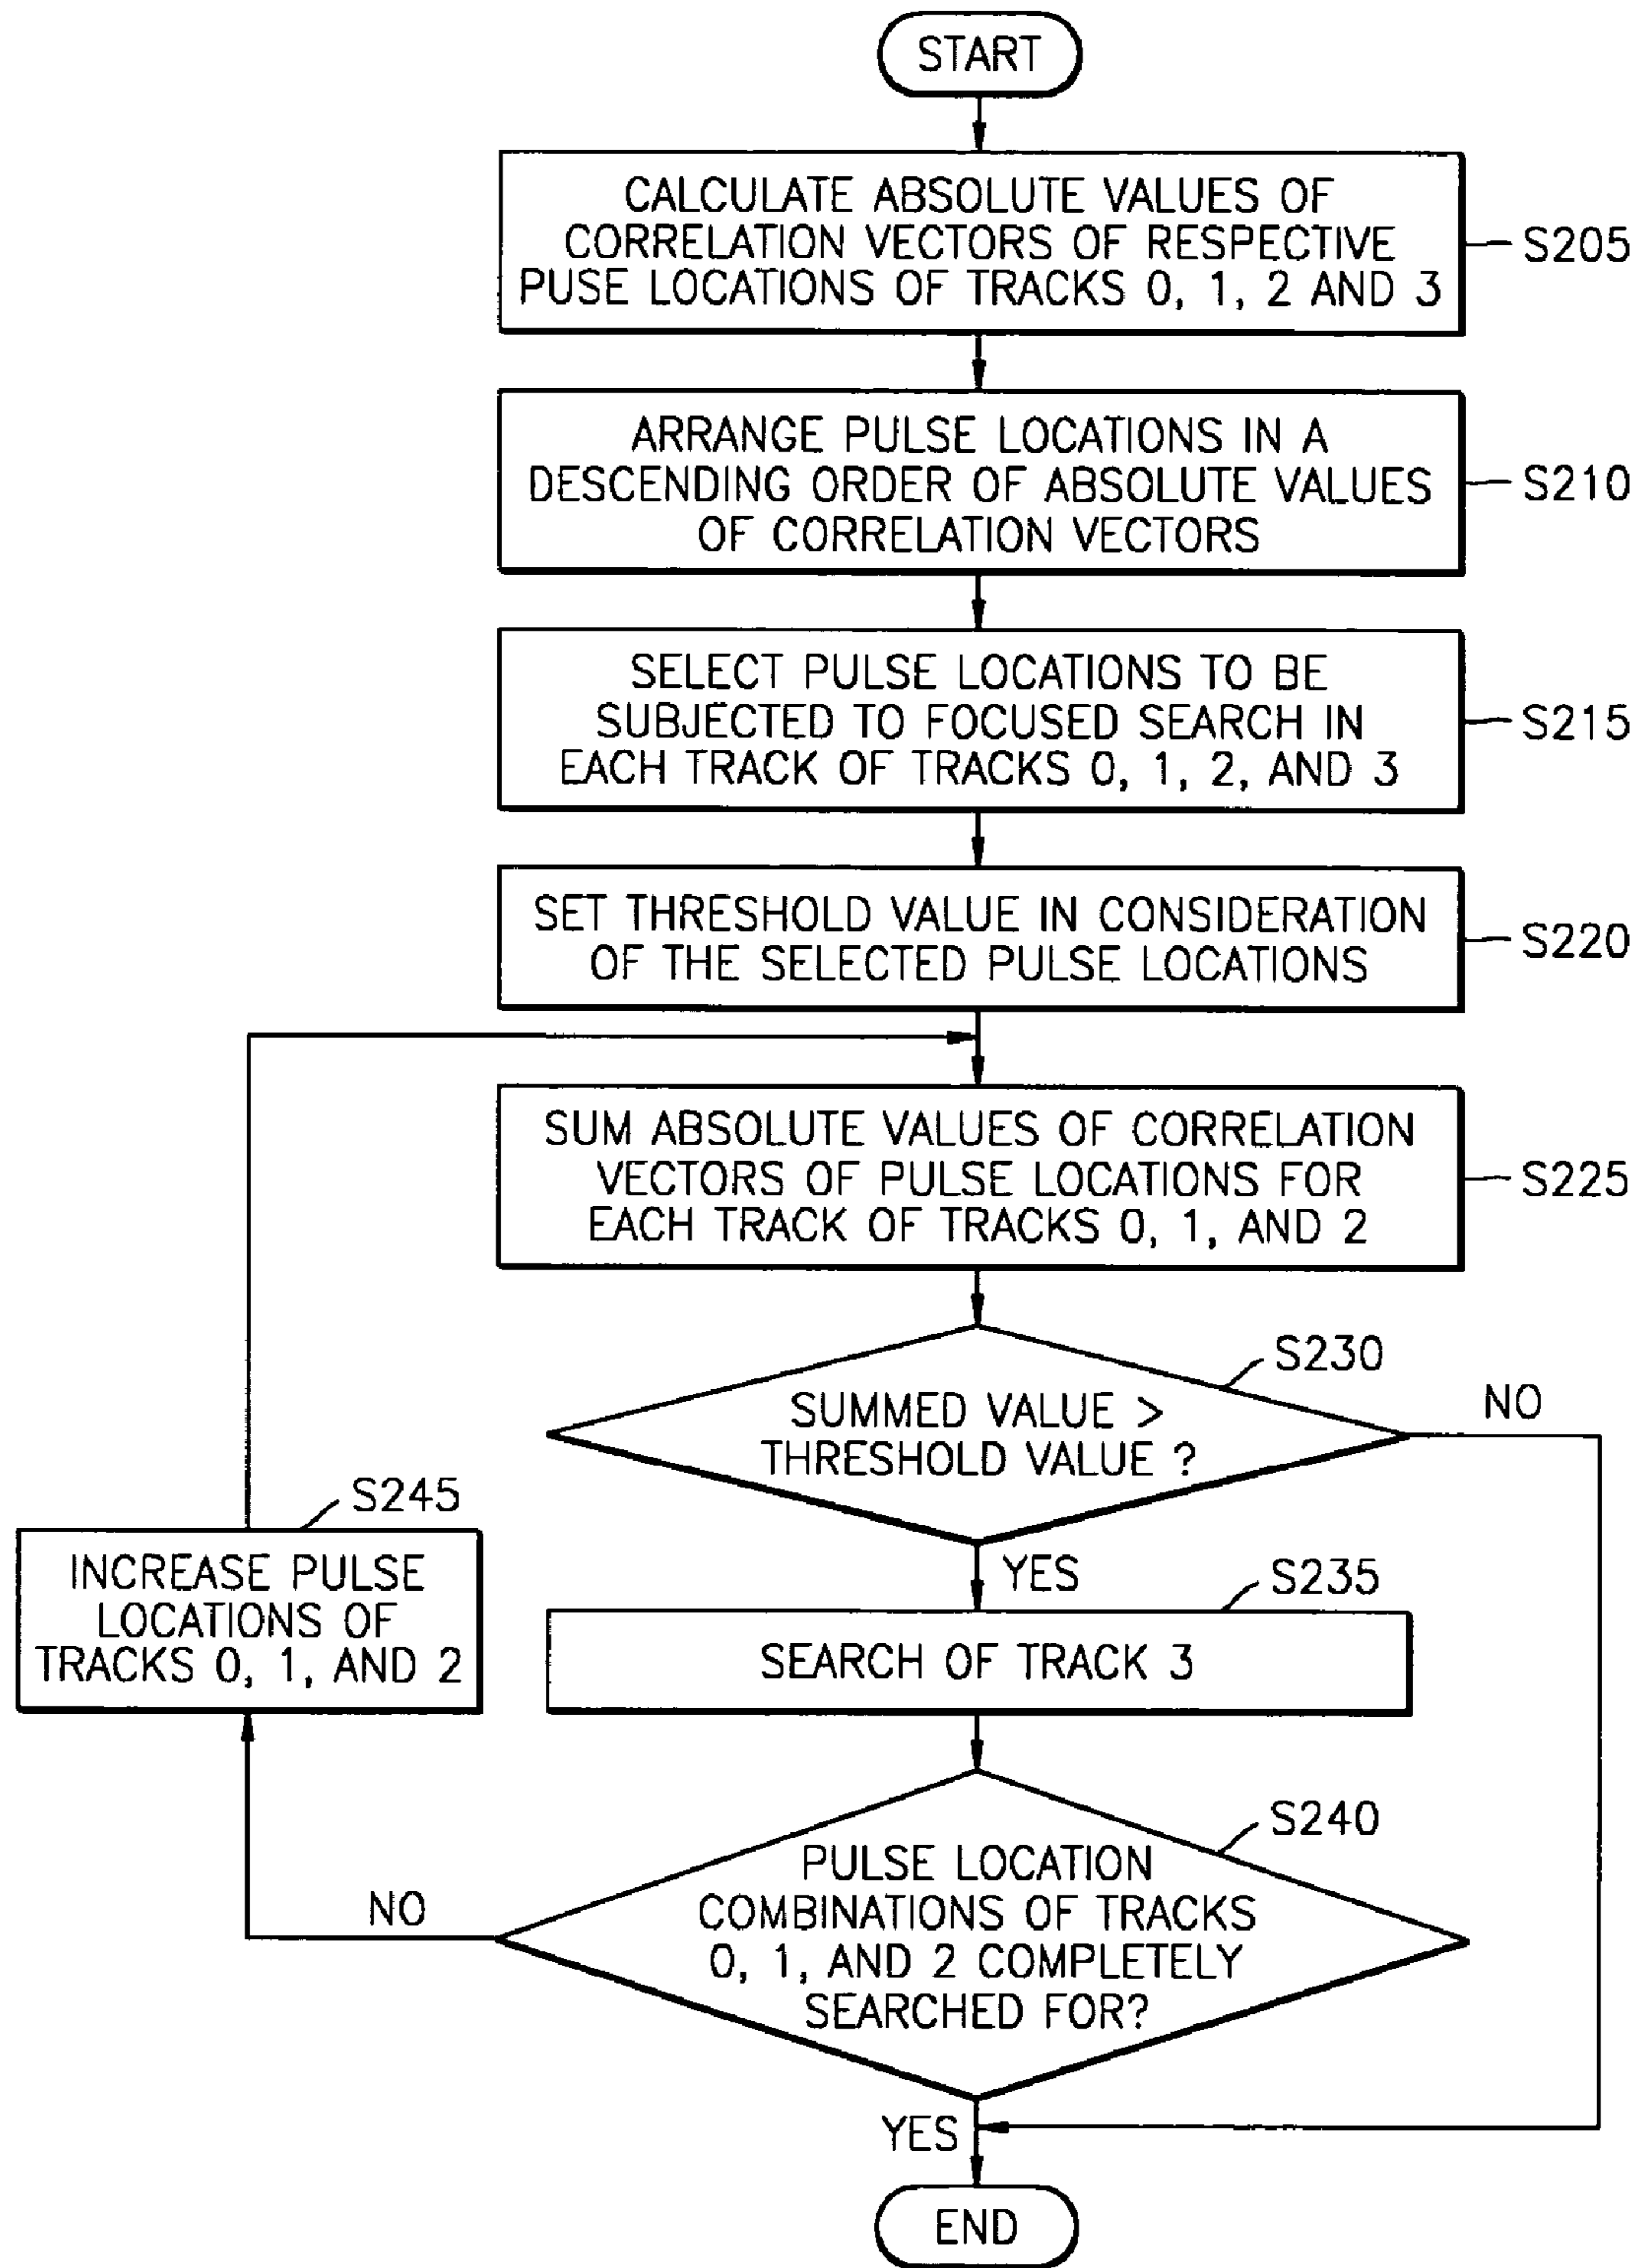 START
CALCULATE ABSOLUTE VALUES OF
CORRELATION VECTORS OF RESPECTIVE
PUSE LOCATIONS OF TRACKS 0, 1, 2 AND 3
S205
ARRANGE PULSE LOCATIONS IN A
DESCENDING ORDER OF ABSOLUTE VALUES
OF CORRELATION VECTORS
S210
SELECT PULSE LOCATIONS TO BE
SUBJECTED TO FOCUSED SEARCH IN
EACH TRACK OF TRACKS 0, 1, 2, AND 3
S215
SET THRESHOLD VALUE IN CONSIDERATION
OF THE SELECTED PULSE LOCATIONS
S220
SUM ABSOLUTE VALUES OF CORRELATION
VECTORS OF PULSE LOCATIONS FOR
EACH TRACK OF TRACKS 0, 1, AND 2
S225
S230
SUMMED VALUE >
THRESHOLD VALUE ?
NO
YES
S245
INCREASE PULSE
LOCATIONS OF
TRACKS 0, 1, AND 2
S235
SEARCH OF TRACK 3
S240
PULSE LOCATION
COMBINATIONS OF TRACKS
0, 1, AND 2 COMPLETELY
SEARCHED FOR?
NO
YES
END